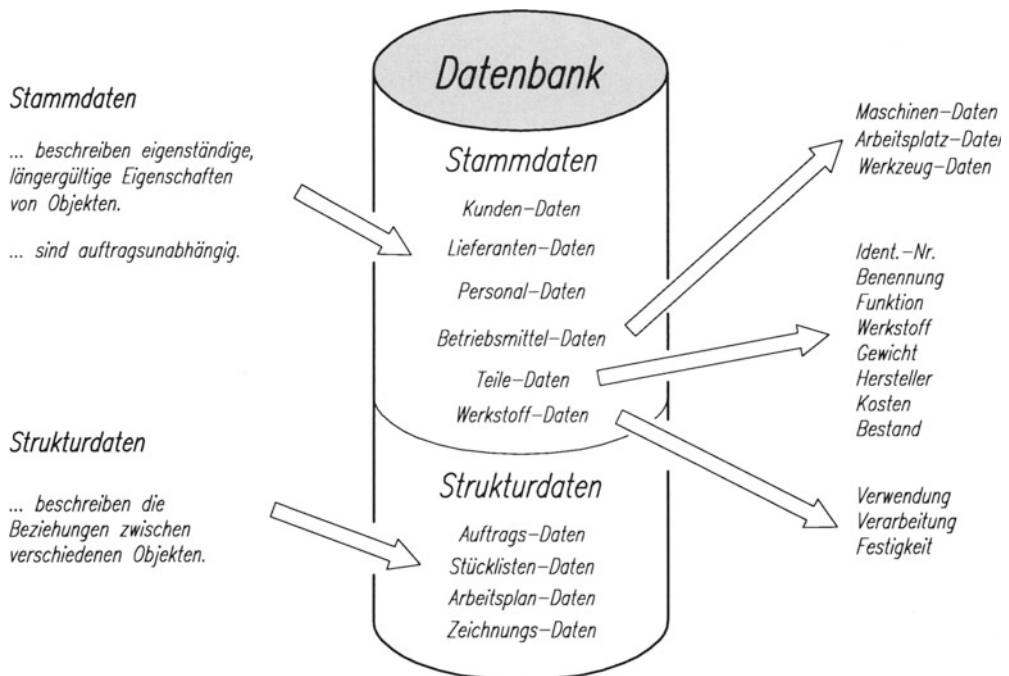 Datenbank
Stammdaten
... beschreiben eigenständige,
längergültige Eigenschaften
von Objekten.
... sind auftragsunabhängig.
Strukturdaten
... beschreiben die
Beziehungen zwischen
verschiedenen Objekten.
Stammdaten
Kunden-Daten
Lieferanten-Daten
Personal-Daten
Betriebsmittel-Daten
Teile-Daten
Werkstoff-Daten
Strukturdaten
Auftrags-Daten
Stücklisten-Daten
Arbeitsplan-Daten
Zeichnungs-Daten
Maschinen-Daten
Arbeitsplatz-Daten
Werkzeug-Daten
Ident.-Nr.
Benennung
Funktion
Werkstoff
Gewicht
Hersteller
Kosten
Bestand
Verwendung
Verarbeitung
Festigkeit